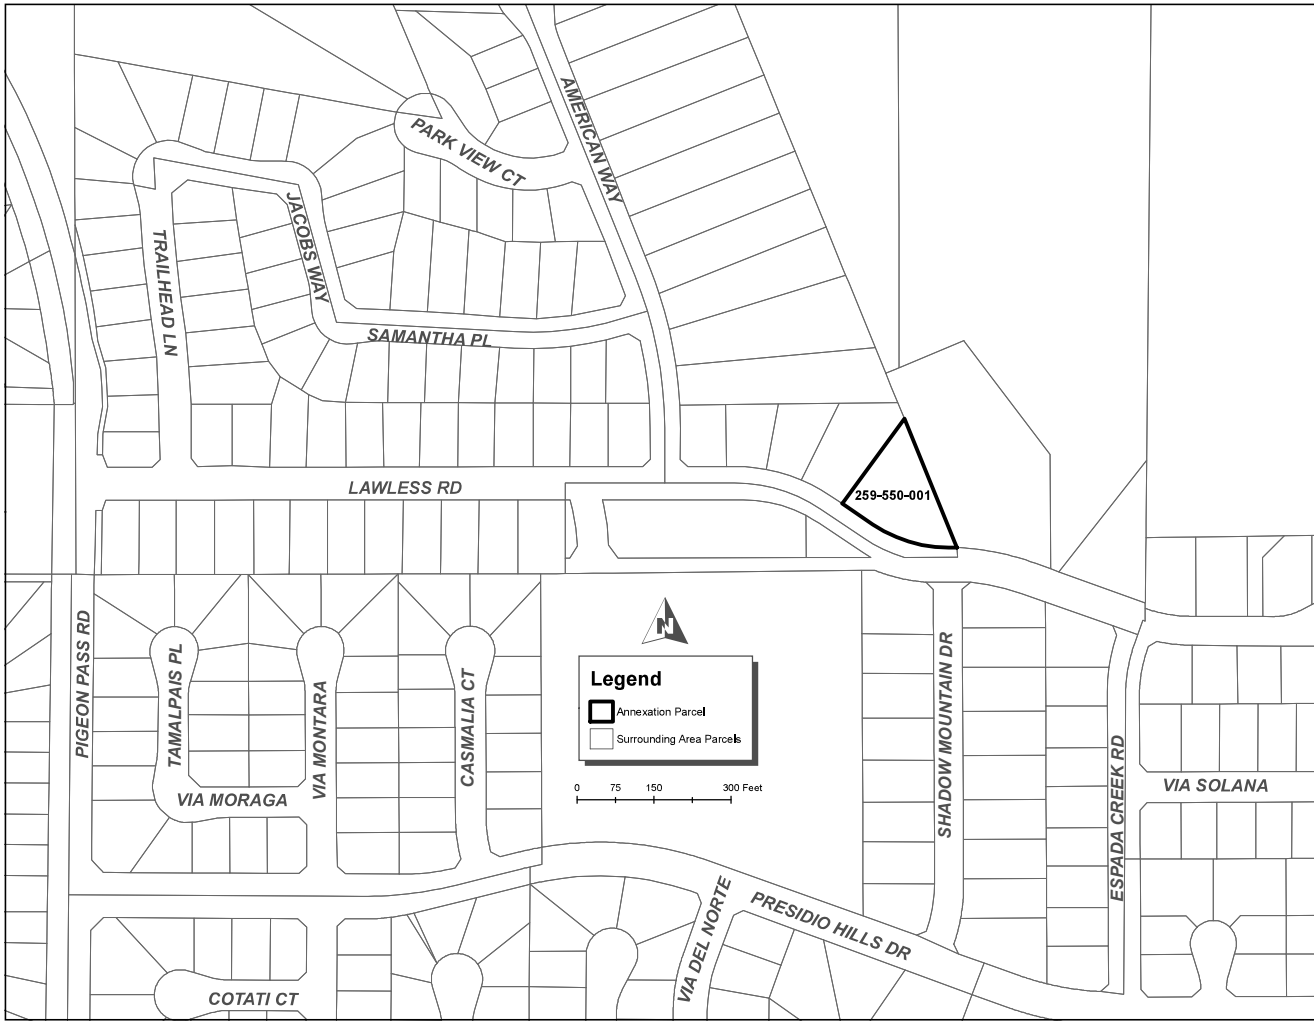 PARK VIEW CT
AMERICAN WAY
JACOBS WAY
TRAILHEAD LN
SAMANTHA PL
LAWLESS RD
259-550-001
N
Legend
Annexation Parcel
Surrounding Area Parcels
0 75 150 300 Feet
PIGEON PASS RD
TAMALPAIS PL
VIA MONTARA
CASMALIA CT
VIA MORAGA
SHADOW MOUNTAIN DR
ESPADA CREEK RD
VIA SOLANA
VIA DEL NORTE
PRESIDIO HILLS DR
COTATI CT